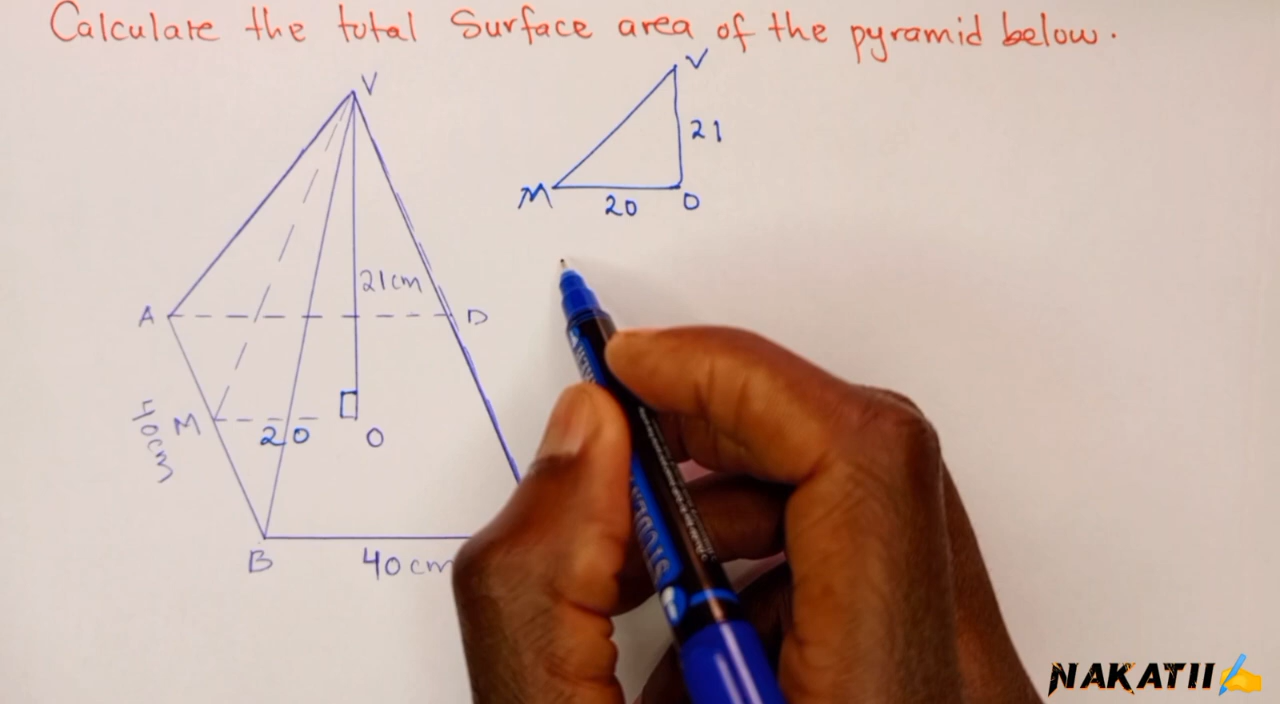 Calculate the total Surface area of the pyramid below.
V
V
21
M
20
O
21cm
A
D
40cm
M
20
O
B
40cm
NAKATII